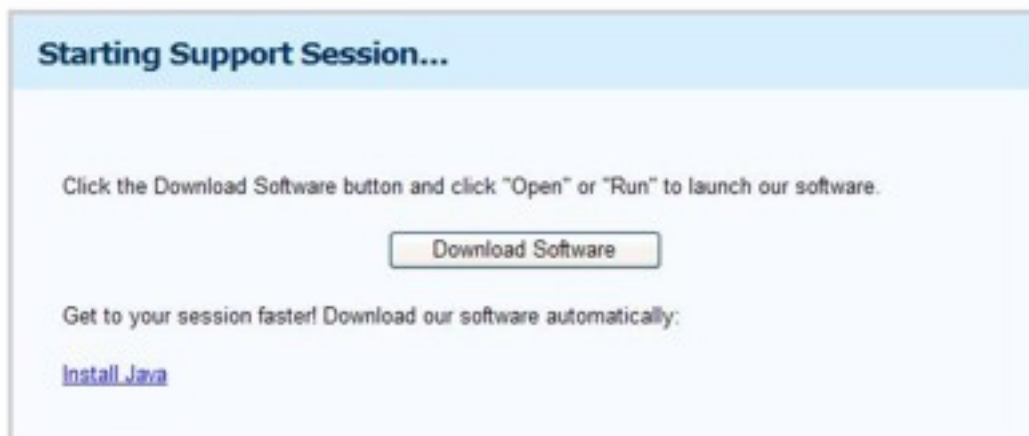 Starting Support Session...
Click the Download Software button and click "Open" or "Run" to launch our software.
Download Software
Get to your session faster! Download our software automatically:
Install Java